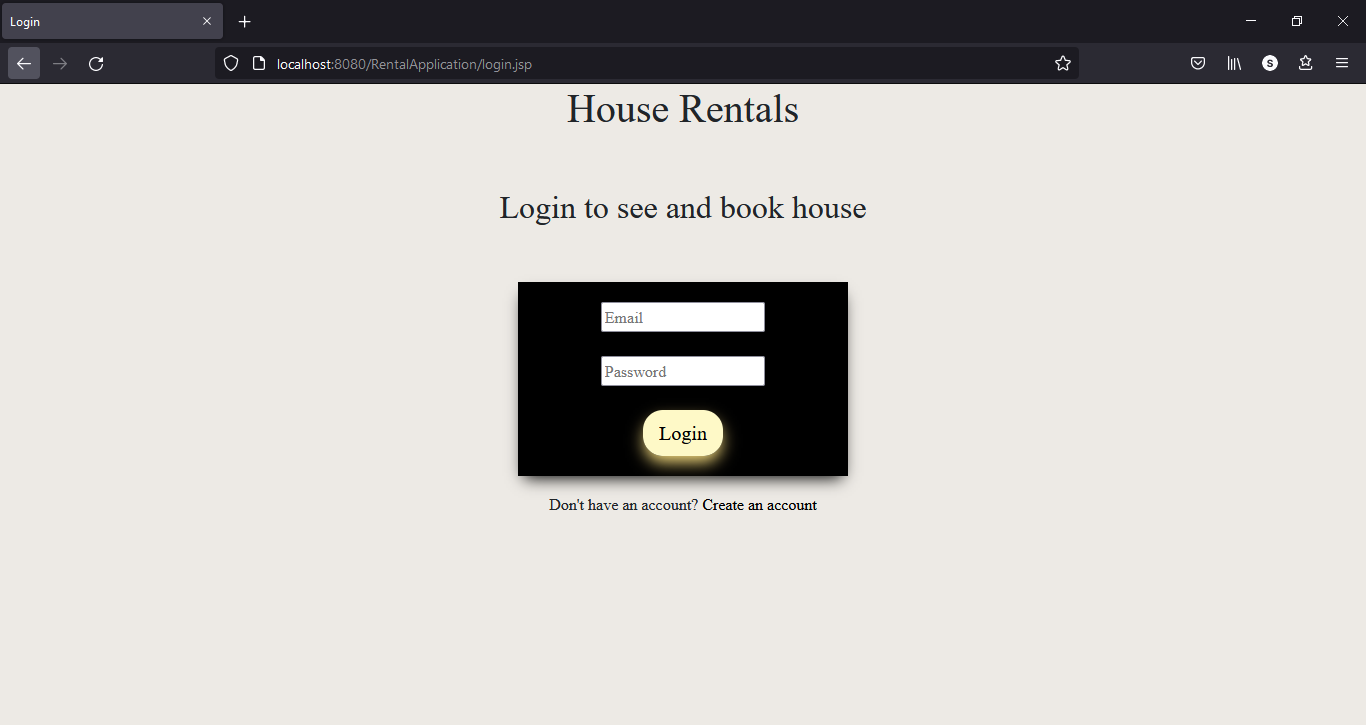 Login
localhost:8080/RentalApplication/login.jsp
S
House Rentals
Login to see and book house
Email
Password
Login
Don't have an account? Create an account